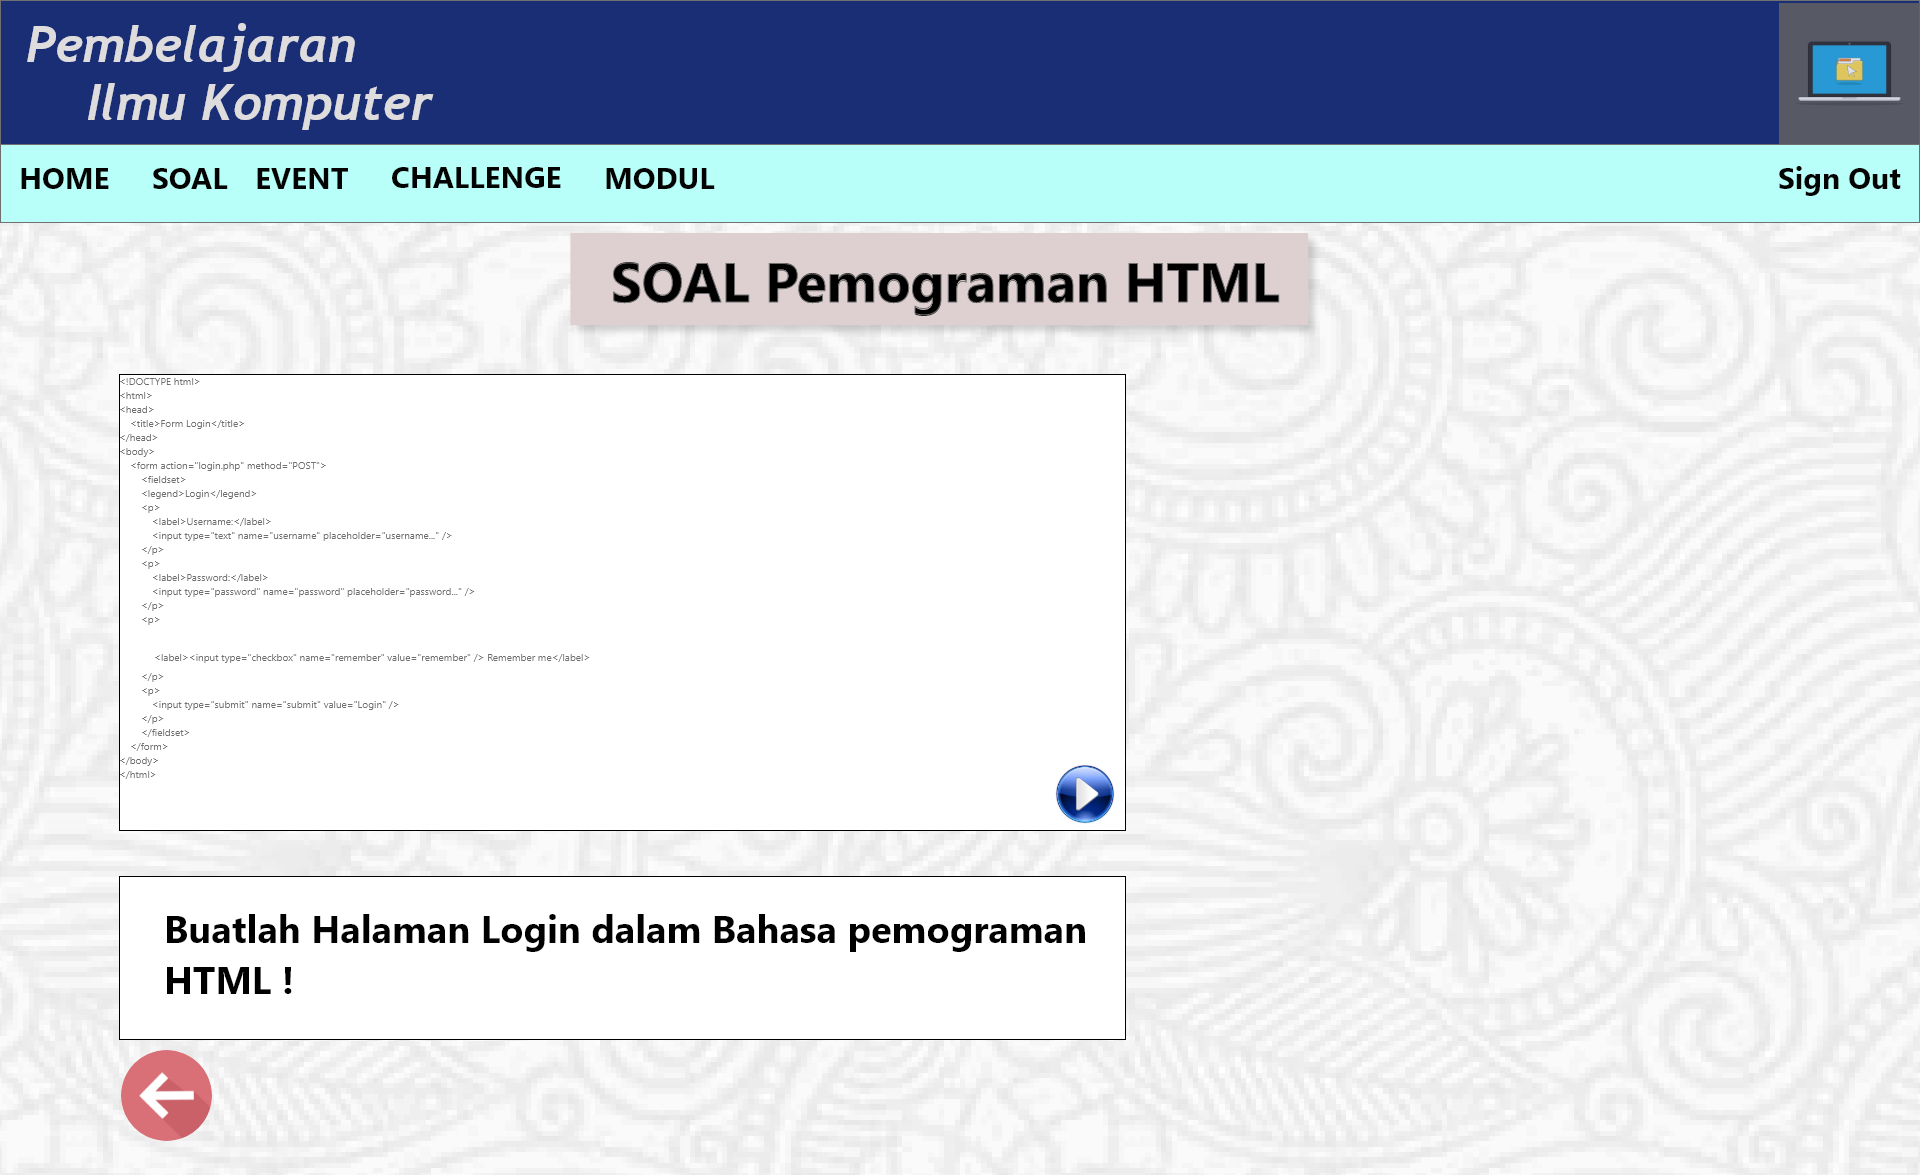 Pembelajaran
Ilmu Komputer
HOME SOAL EVENT CHALLENGE MODUL Sign Out
SOAL Pemograman HTML
<!DOCTYPE html>
<html>
<head>
<title>Form Login</title>
</head>
<body>
<form action="login.php" method="POST">
<fieldset>
<legend>Login</legend>
<p>
<label>Username:</label>
<input type="text" name="username" placeholder="username..." />
</p>
<p>
<label>Password:</label>
<input type="password" name="password" placeholder="password..." />
</p>
<p>
<label><input type="checkbox" name="remember" value="remember" /> Remember me</label>
</p>
<p>
<input type="submit" name="submit" value="Login" />
</p>
</fieldset>
</form>
</body>
</html>
Buatlah Halaman Login dalam Bahasa pemograman
HTML !